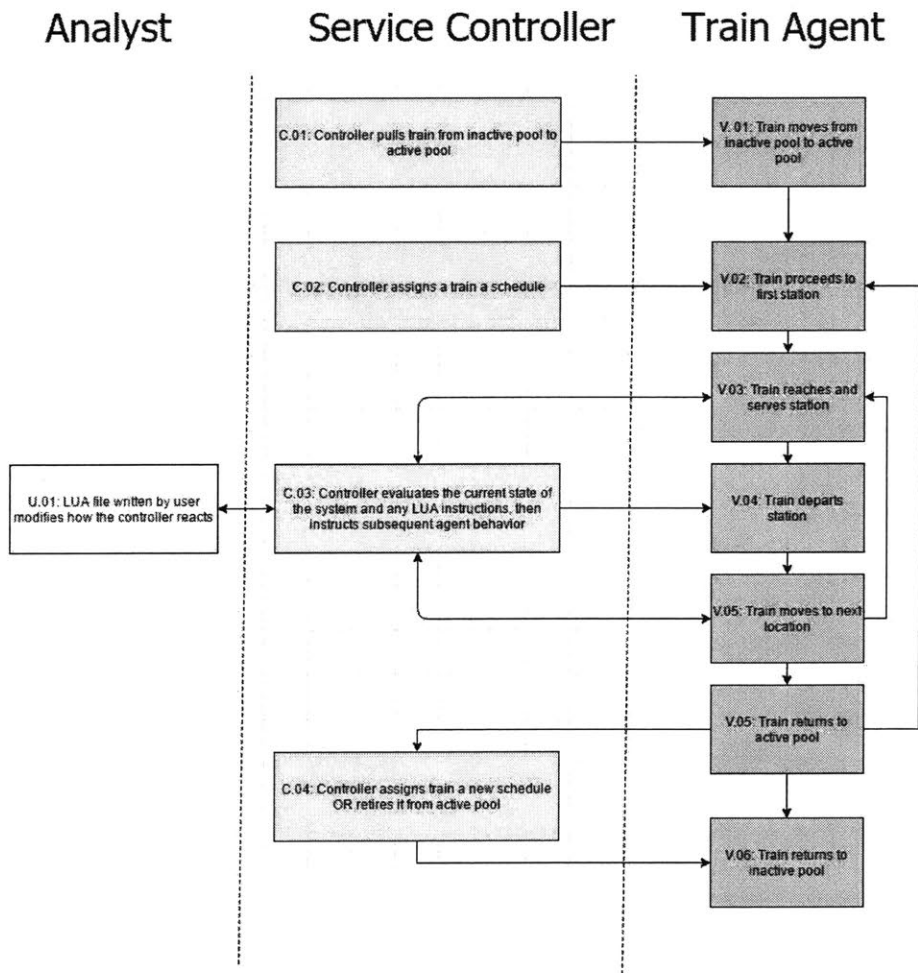 Analyst
Service Controller
Train Agent
C.01: Controller pulls train from inactive pool to
active pool
V. 01: Train moves from
inactive pool to active
pool
C.02: Controller assigns a train a schedule
V.02: Train proceeds to
first station
V.03: Train reaches and
serves station
U.01: LUA file written by user
modifies how the controller reacts
C.03: Controller evaluates the current state of
the system and any LUA instructions, then
instructs subsequent agent behavior
V.04: Train departs
station
V.05: Train moves to next
location
V.05: Train returns to
active pool
C.04: Controller assigns train a new schedule
OR retires it from active pool
V.06: Train returns to
inactive pool